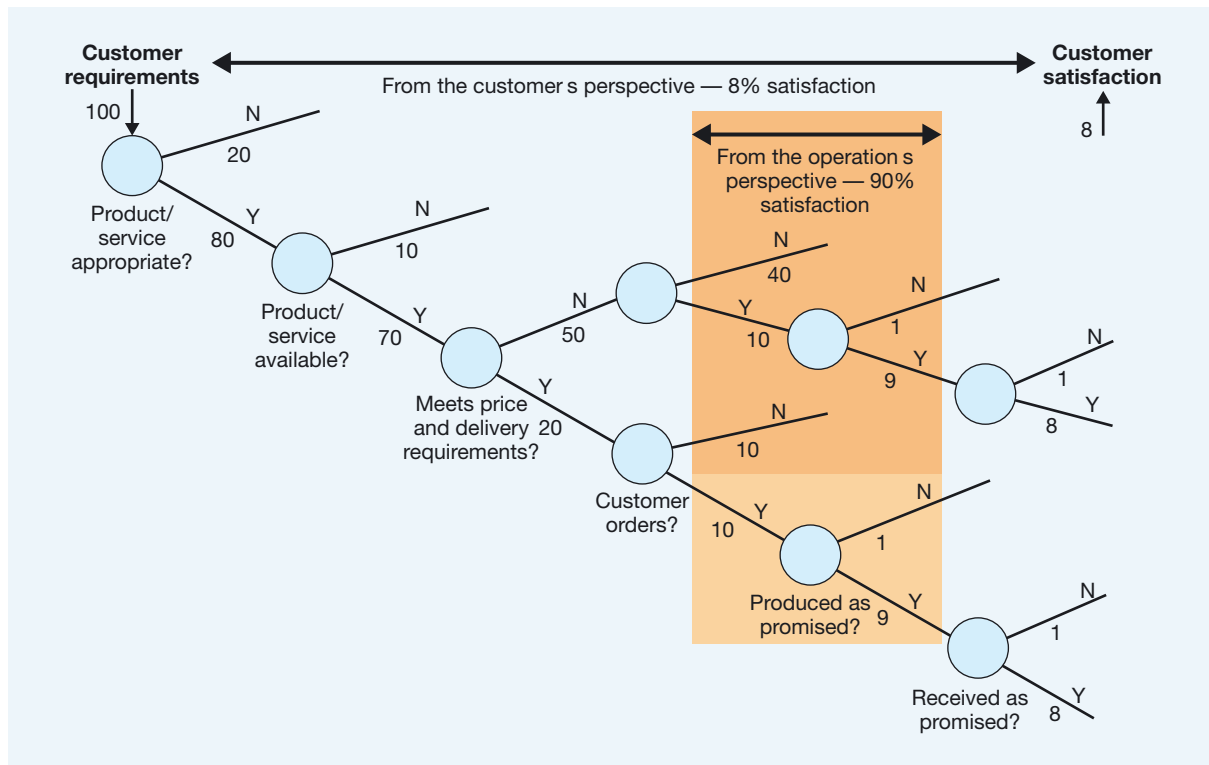 Customer
requirements
From the customer s perspective — 8% satisfaction
Customer
satisfaction
100
8
N
20
Product/
service
appropriate?
Y
80
N
10
Product/
service
available?
Y
70
N
50
Meets price
and delivery
requirements?
Y
20
From the operation s
perspective — 90%
satisfaction
N
40
Y
10
N
1
Y
9
N
1
Y
8
N
10
Customer
orders?
Y
10
N
1
Produced as
promised?
Y
9
N
1
Received as
promised?
Y
8